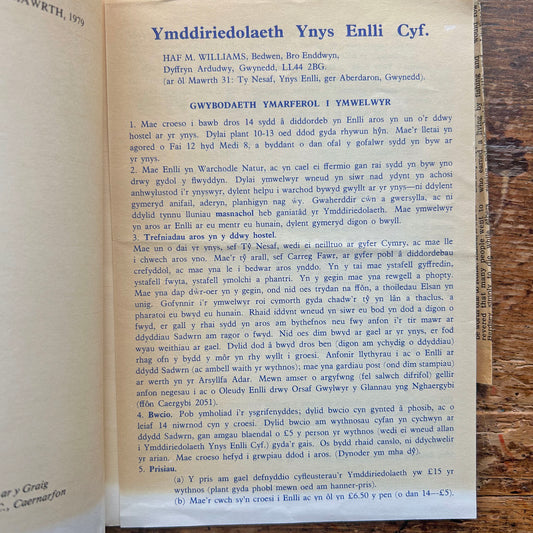 MAWRTH, 1979
ar y Graig
C., Caernarfon
Ymddiriedolaeth Ynys Enlli Cyf.
HAF M. WILLIAMS, Bedwen, Bro Enddwyn,
Dyffryn Ardudwy, Gwynedd, LL44 2BG.
(ar ôl Mawrth 31: Ty Nesaf, Ynys Enlli, ger Aberdaron, Gwynedd).
GWYBODAETH YMARFEROL I YMWELWYR
1. Mae croeso i bawb dros 14 sydd â diddordeb yn Enlli aros yn un o'r ddwy
hostel ar yr ynys. Dylai plant 10-13 oed ddod gyda rhywun hŷn. Mae'r lletai yn
agored o Fai 12 hyd Medi 8, a byddant o dan ofal y gofalwr sydd yn byw ar
yr ynys.
2. Mae Enlli yn Warchodle Natur, ac yn cael ei ffermio gan rai sydd yn byw yno
drwy gydol y flwyddyn. Dylai ymwelwyr wneud yn siwr nad ydynt yn achosi
anhwylustod i'r ynyswyr, dylent helpu i warchod bywyd gwyllt ar yr ynys—ni ddylent
gymeryd anifail, aderyn, planhigyn nag ŵy. Gwaherddir cŵn a gwersylla, ac ni
ddylid tynnu lluniau masnachol heb ganiatâd yr Ymddiriedolaeth. Mae ymwelwyr
yn aros ar Enlli ar eu menter eu hunain, dylent gymeryd digon o bwyll.
3. Trefniadau aros yn y ddwy hostel.
Mae un o dai yr ynys, sef Tŷ Nesaf, wedi ei neilltuo ar gyfer Cymry, ac mae lle
i chwech aros yno. Mae'r tŷ arall, sef Carreg Fawr, ar gyfer pobl â diddordebau
crefyddol, ac mae yna le i bedwar aros ynddo. Yn y tai mae ystafell gyffredin,
ystafell fwyta, ystafell ymolchi a phantri. Yn y gegin mae yna rewgell a phopty.
Mae yna dap dŵr-oer yn y gegin, ond nid oes trydan na ffôn, a thoiledau Elsan yn
unig. Gofynnir i'r ymwelwyr roi cymorth gyda chadw'r tŷ yn lân a thaclus, a
pharatoi eu bwyd eu hunain. Rhaid iddynt wneud yn siwr eu bod yn dod a digon o
fwyd, er gall y rhai sydd yn aros am bythefnos neu fwy anfon i'r tir mawr ar
ddyddiau Sadwrn am ragor o fwyd. Nid oes dim bwyd ar gael ar yr ynys, er fod
wyau weithiau ar gael. Dylid dod â bwyd dros ben (digon am ychydig o ddyddiau)
rhag ofn y bydd y môr yn rhy wyllt i groesi. Anfonir llythyrau i ac o Enlli ar
ddydd Sadwrn (ac ambell waith yr wythnos); mae yna gardiau post (ond dim stampiau)
ar werth yn yr Arsyllfa Adar. Mewn amser o argyfwng (fel salwch difrifol) gellir
anfon negesau i ac o Oleudy Enlli drwy Orsaf Gwylwyr y Glannau yng Nghaergybi
(ffôn Caergybi 2051).
4. Bwcio. Pob ymholiad i'r ysgrifenyddes; dylid bwcio cyn gynted â phosib, ac o
leiaf 14 niwrnod cyn y croesi. Dylid bwcio am wythnosau cyfan yn cychwyn ar
ddydd Sadwrn, gan amgau blaendal o £5 y person yr wythnos (wedi ei wneud allan
i Ymddiriedolaeth Ynys Enlli Cyf.) gyda'r gais. Os bydd rhaid canslo, ni ddychwelir
yr arian. Mae croeso hefyd i grwpiau ddod i aros. (Dynoder ym mha dŷ).
5. Prisiau.
(a) Y pris am gael defnyddio cyfleusterau'r Ymddiriedolaeth yw £15 yr
wythnos (plant gyda phobl mewn oed am hanner-pris).
(b) Mae'r cwch sy'n croesi i Enlli ac yn ôl yn £6.50 y pen (o dan 14—£5).